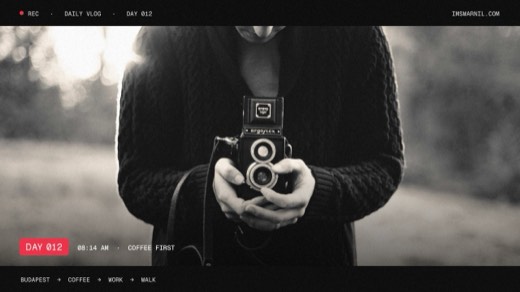 REC · DAILY VLOG · DAY 012
IMSWARNIL.COM
DAY 012 08:14 AM · COFFEE FIRST
BUDAPEST → COFFEE → WORK → WALK